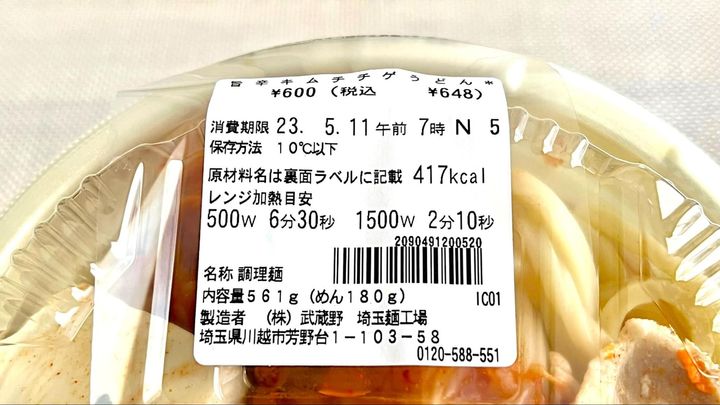 旨辛キムチチゲうどん*
¥600(税込 ¥648)
消費期限 23. 5.11午前 7時 N 5
保存方法 10℃以下
原材料名は裏面ラベルに記載 417kcal
レンジ加熱目安
500W 6分30秒 1500W 2分10秒
2090491200520
名称 調理麺
内容量561g(めん180g) IC01
製造者 (株)武蔵野 埼玉麺工場
埼玉県川越市芳野台1-103-58
0120-588-551